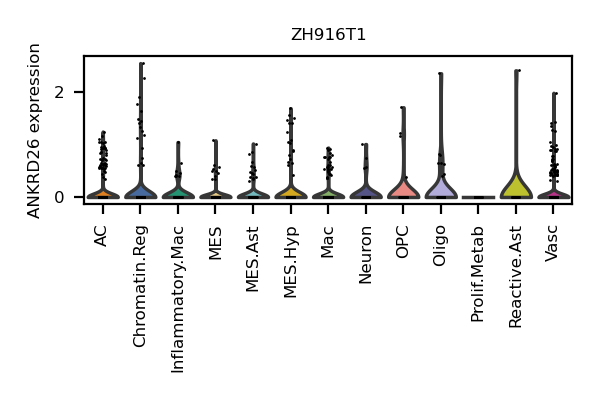 ZH916T1
ANKRD26 expression
2
0
AC
Chromatin.Reg
Inflammatory.Mac
MES
MES.Ast
MES.Hyp
Mac
Neuron
OPC
Oligo
Prolif.Metab
Reactive.Ast
Vasc